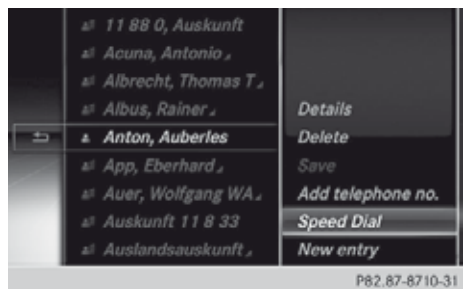 11 88 0, Auskunft
Acuna, Antonio
Albrecht, Thomas T
Albus, Rainer
Anton, Auberles
App, Eberhard
Auer, Wolfgang WA
Auskunft 11 8 33
Auslandsauskunft
Details
Delete
Save
Add telephone no.
Speed Dial
New entry
P82.87-8710-31